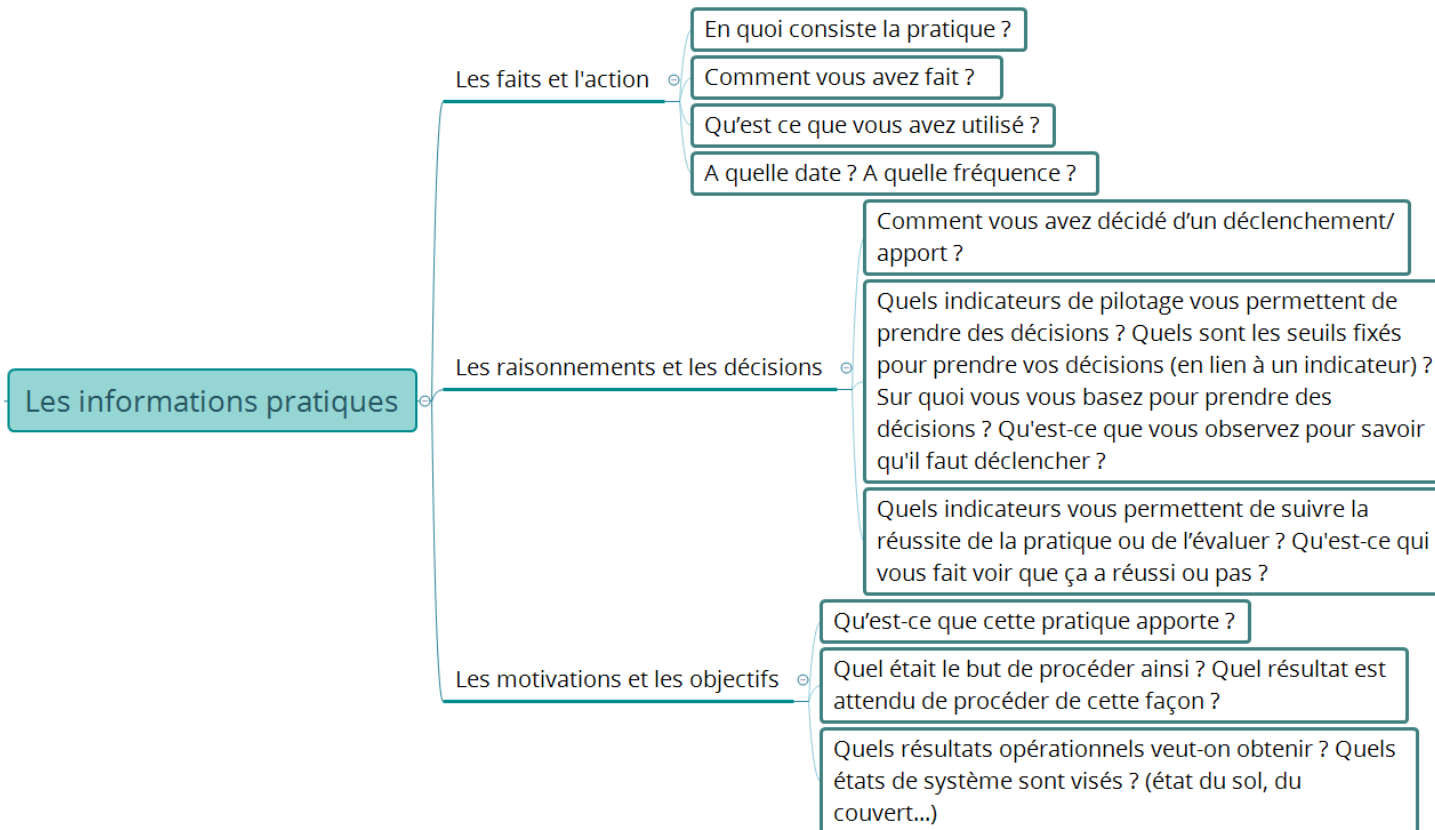 Les informations pratiques
Les faits et l'action
En quoi consiste la pratique ?
Comment vous avez fait ?
Qu’est ce que vous avez utilisé ?
A quelle date ? A quelle fréquence ?
Les raisonnements et les décisions
Comment vous avez décidé d’un déclenchement/
apport ?
Quels indicateurs de pilotage vous permettent de
prendre des décisions ? Quels sont les seuils fixés
pour prendre vos décisions (en lien à un indicateur) ?
Sur quoi vous vous basez pour prendre des
décisions ? Qu'est-ce que vous observez pour savoir
qu'il faut déclencher ?
Quels indicateurs vous permettent de suivre la
réussite de la pratique ou de l’évaluer ? Qu'est-ce qui
vous fait voir que ça a réussi ou pas ?
Les motivations et les objectifs
Qu’est-ce que cette pratique apporte ?
Quel était le but de procéder ainsi ? Quel résultat est
attendu de procéder de cette façon ?
Quels résultats opérationnels veut-on obtenir ? Quels
états de système sont visés ? (état du sol, du
couvert...)